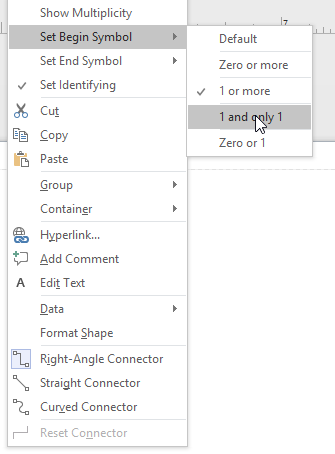 Show Multiplicity
Set Begin Symbol
Set End Symbol
Set Identifying
Cut
Copy
Paste
Group
Container
Hyperlink...
Add Comment
A Edit Text
Data
Format Shape
Right-Angle Connector
Straight Connector
Curved Connector
Reset Connector
7
Default
Zero or more
1 or more
1 and only 1
Zero or 1